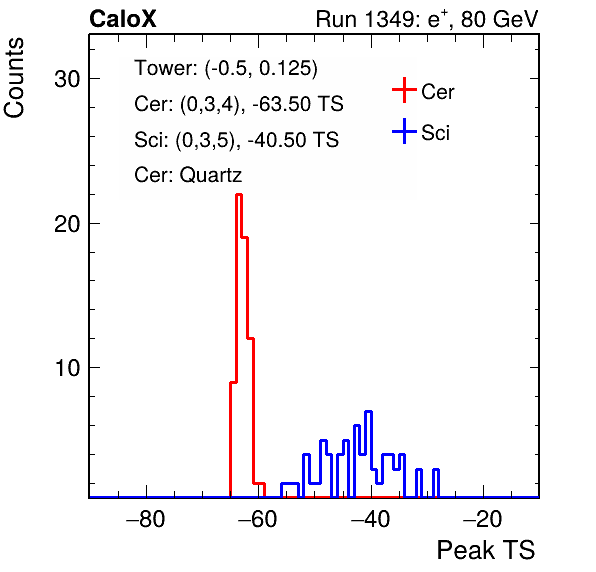 CaloX Run 1349: e⁺, 80 GeV
Counts
Tower: (-0.5, 0.125)
Cer: (0,3,4), -63.50 TS
Sci: (0,3,5), -40.50 TS
Cer: Quartz
Cer
Sci
30
20
10
−80 −60 −40 −20
Peak TS